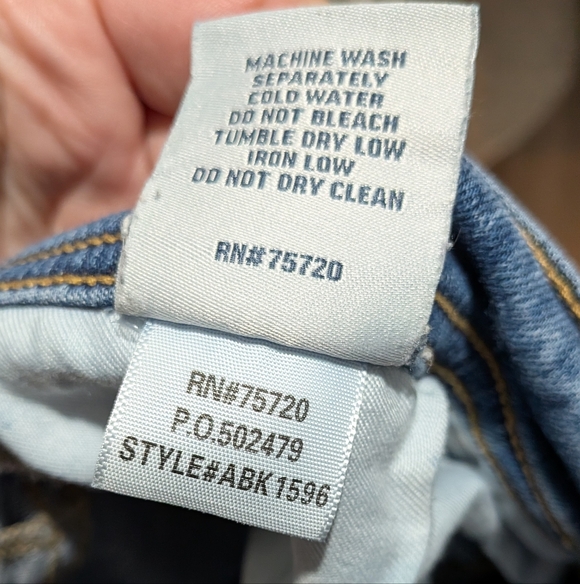 MACHINE WASH
SEPARATELY
COLD WATER
DO NOT BLEACH
TUMBLE DRY LOW
IRON LOW
DO NOT DRY CLEAN
RN#75720
RN#75720
P.O.502479
STYLE#ABK1596